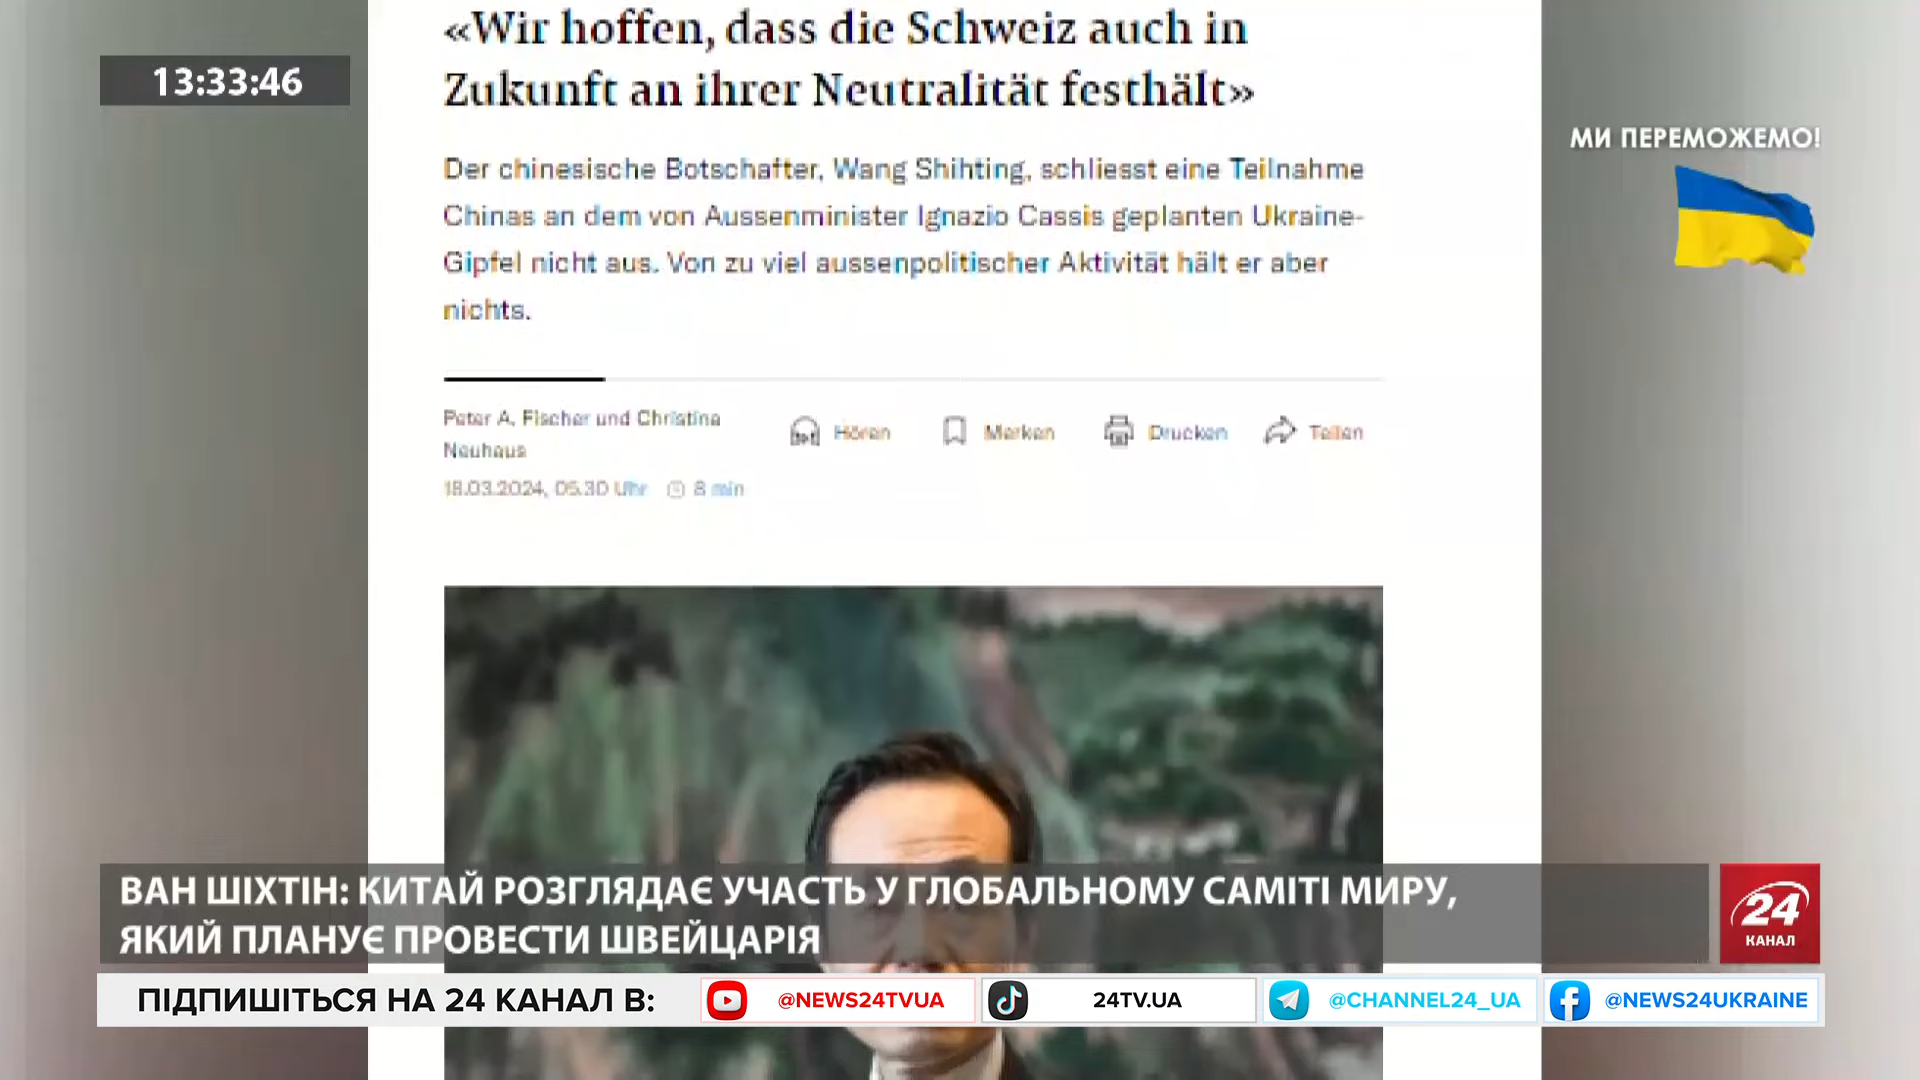 «Wir hoffen, dass die Schweiz auch in
Zukunft an ihrer Neutralität festhält»
13:33:46
МИ ПЕРЕМОЖЕМО!
Der chinesische Botschafter, Wang Shihting, schliesst eine Teilnahme
Chinas an dem von Aussenminister Ignazio Cassis geplanten Ukraine-
Gipfel nicht aus. Von zu viel aussenpolitischer Aktivität hält er aber
nichts.
Peter A. Fischer und Christina
Neuhaus
Hören
Merken
Drucken
Teilen
18.03.2024, 05.30 Uhr
8 min
ВАН ШІХТІН: КИТАЙ РОЗГЛЯДАЄ УЧАСТЬ У ГЛОБАЛЬНОМУ САМІТІ МИРУ,
ЯКИЙ ПЛАНУЄ ПРОВЕСТИ ШВЕЙЦАРІЯ
24
КАНАЛ
ПІДПИШІТЬСЯ НА 24 КАНАЛ В:
@NEWS24TVUA
24TV.UA
@CHANNEL24_UA
@NEWS24UKRAINE